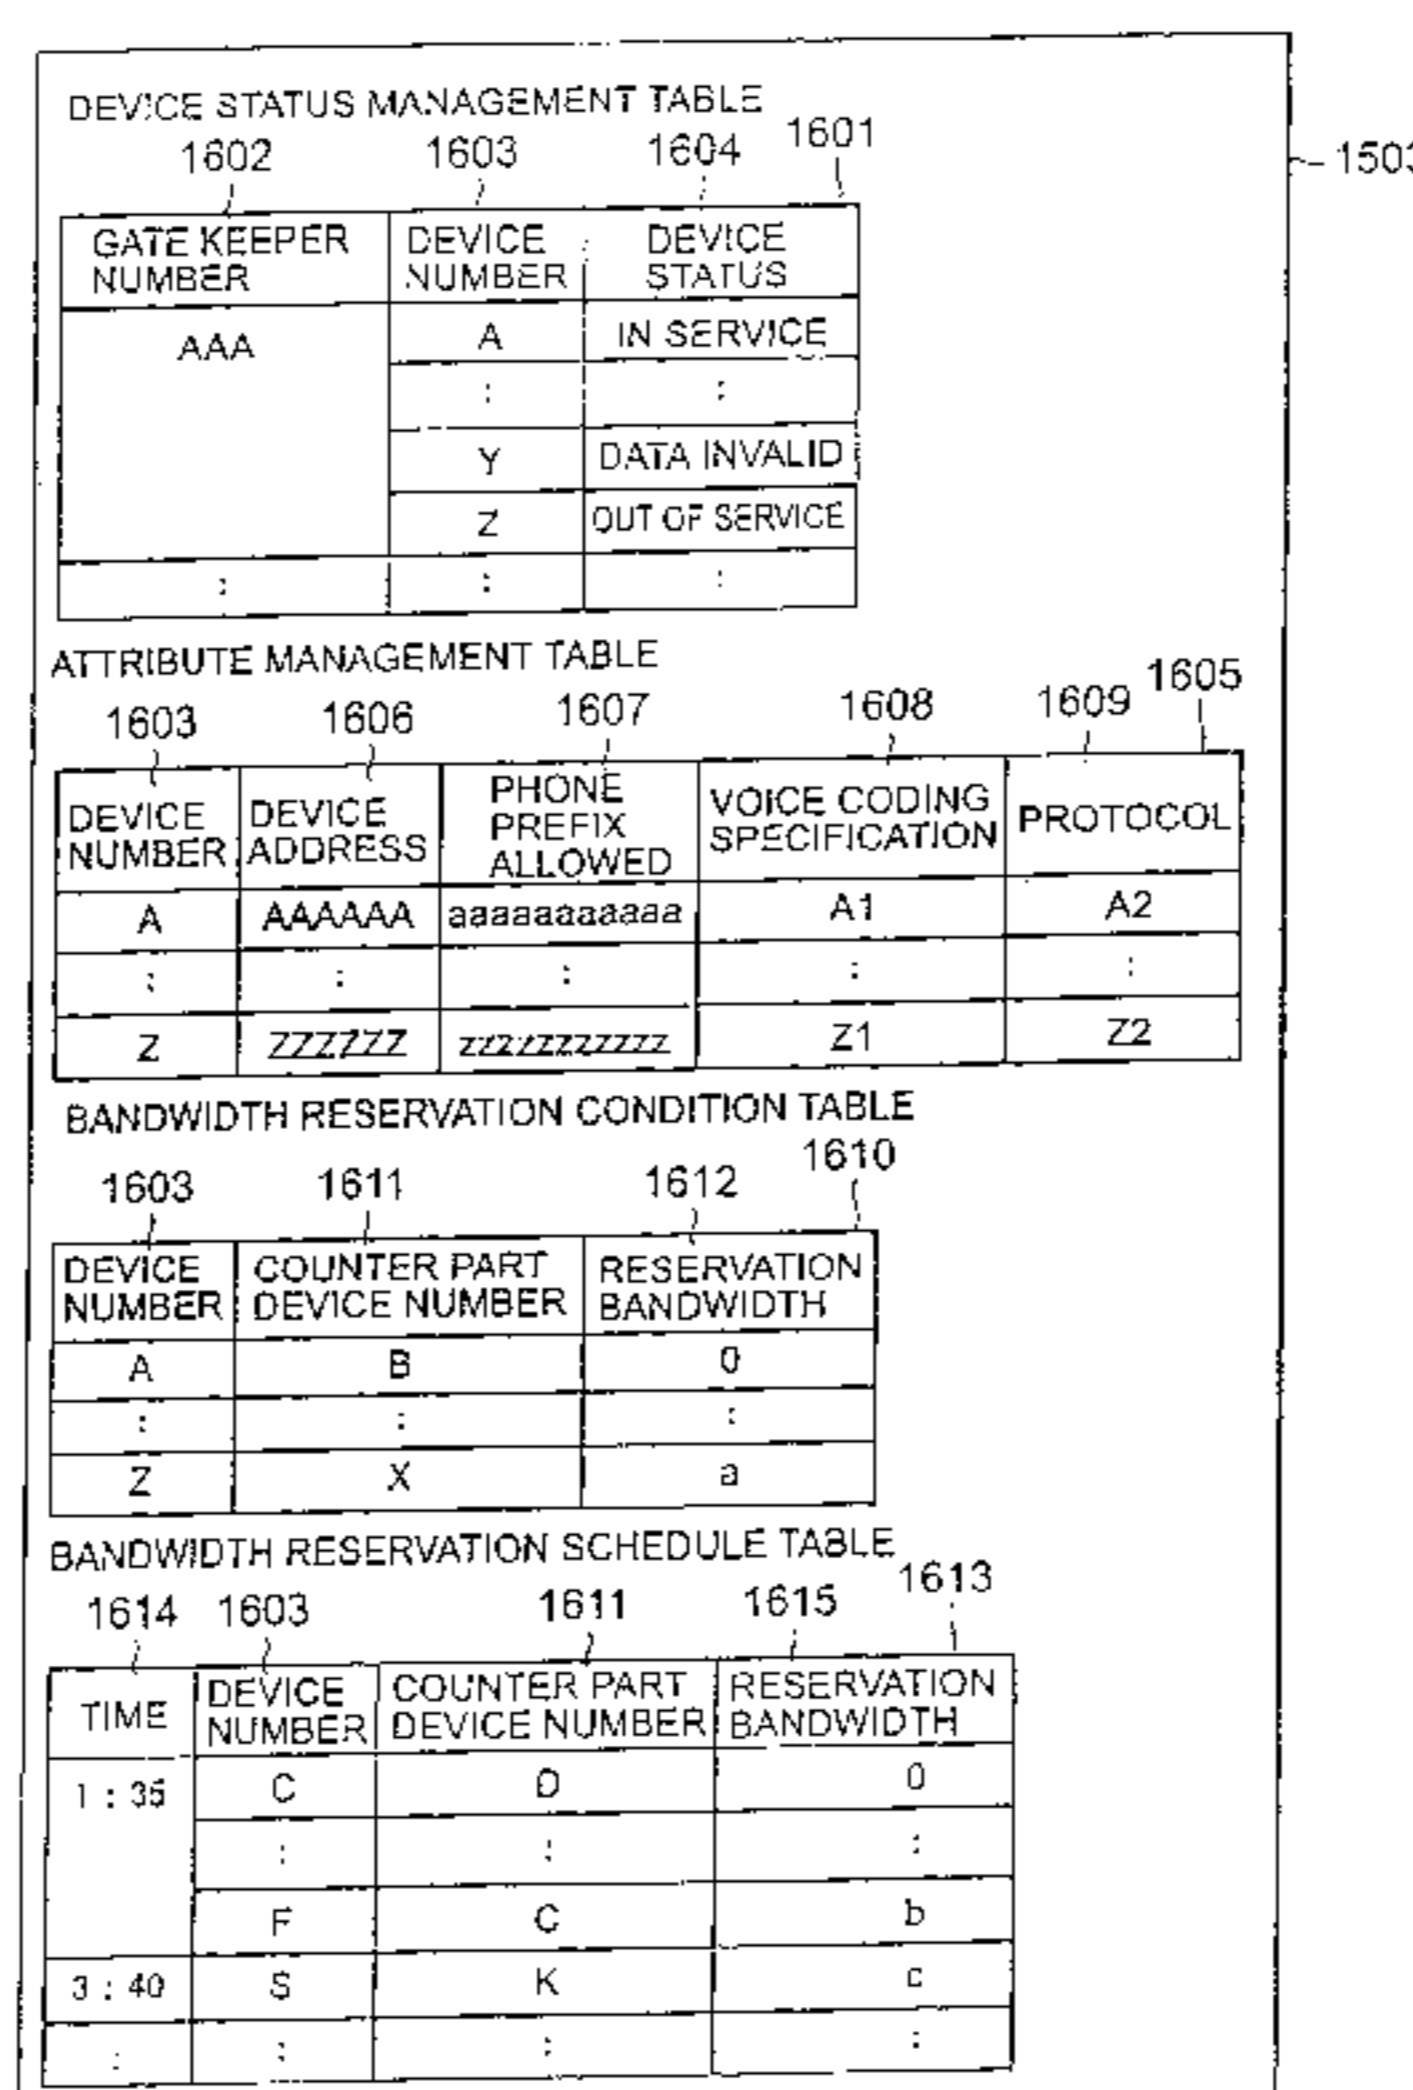 DEVICE STATUS MANAGEMENT TABLE
1602 1603 1604 1601
1503
GATE KEEPER NUMBER DEVICE NUMBER DEVICE STATUS
AAA A IN SERVICE
: :
Y DATA INVALID
Z OUT OF SERVICE
: : :
ATTRIBUTE MANAGEMENT TABLE
1603 1606 1607 1608 1609 1605
DEVICE NUMBER DEVICE ADDRESS PHONE PREFIX ALLOWED VOICE CODING SPECIFICATION PROTOCOL
A AAAAAA aaaaaaaaaaa A1 A2
: : : : :
Z ZZZZZZ zzzzzzzzzzz Z1 Z2
BANDWIDTH RESERVATION CONDITION TABLE
1603 1611 1612 1610
DEVICE NUMBER COUNTER PART DEVICE NUMBER RESERVATION BANDWIDTH
A B 0
: : :
Z X a
BANDWIDTH RESERVATION SCHEDULE TABLE
1614 1603 1611 1615 1613
TIME DEVICE NUMBER COUNTER PART DEVICE NUMBER RESERVATION BANDWIDTH
1 : 35 C D 0
: : :
F C b
3 : 40 S K c
: : : :